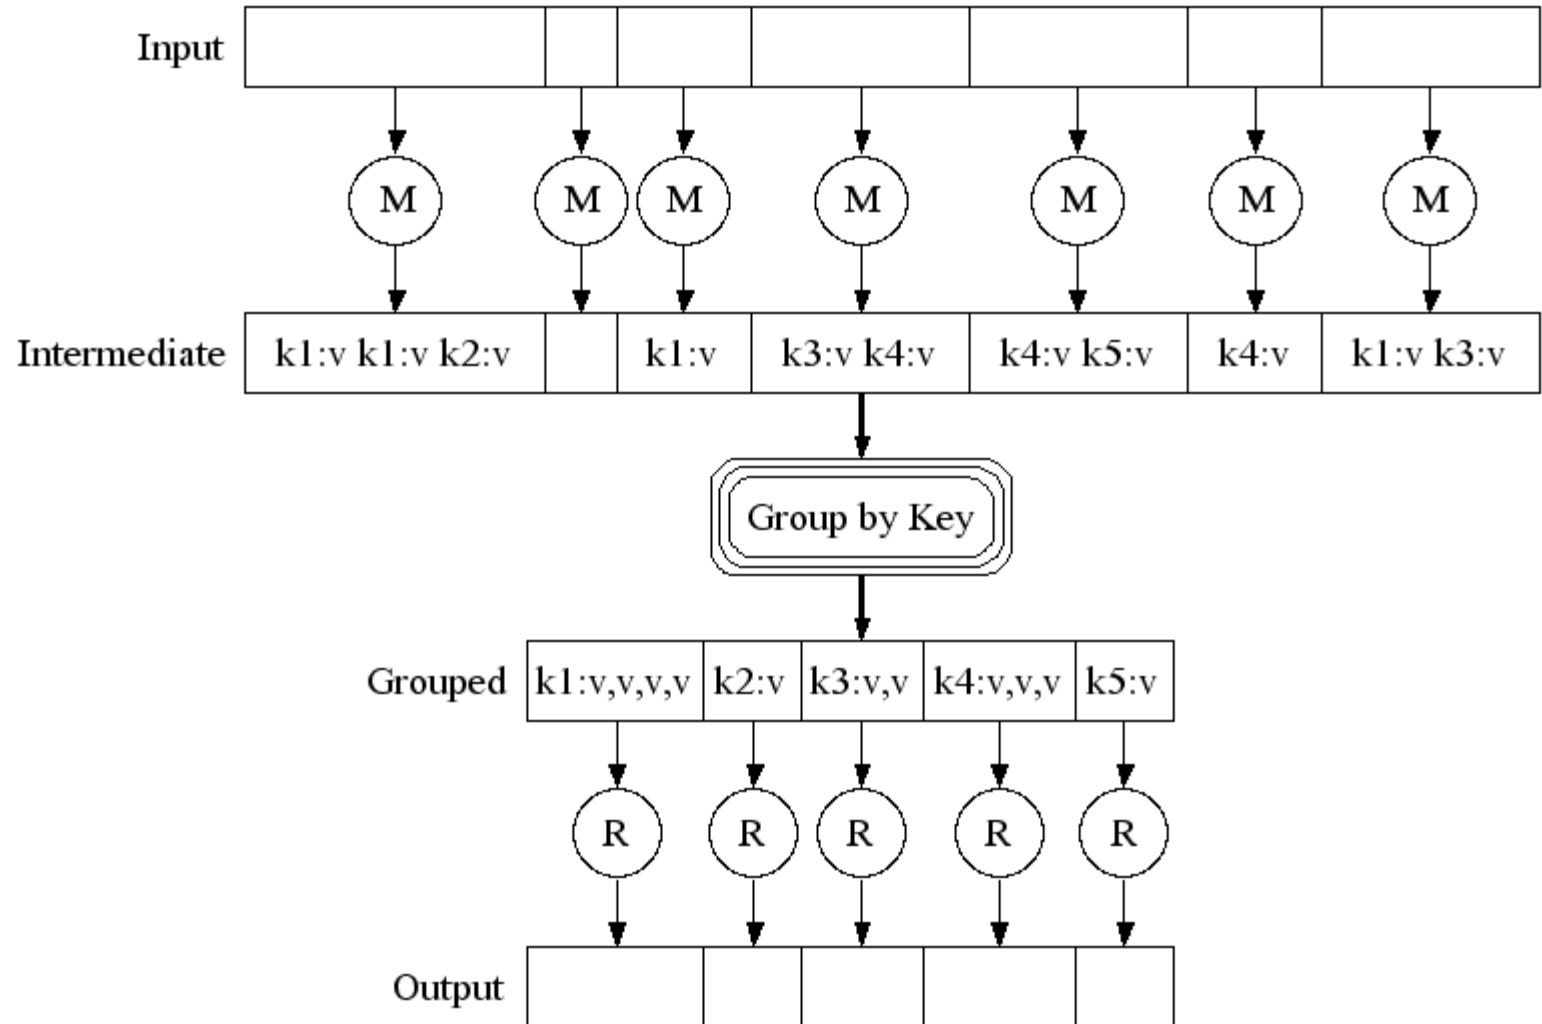 Input
M M M M M M M
Intermediate k1:v k1:v k2:v k1:v k3:v k4:v k4:v k5:v k4:v k1:v k3:v
Group by Key
Grouped k1:v,v,v,v k2:v k3:v,v k4:v,v,v k5:v
R R R R R
Output